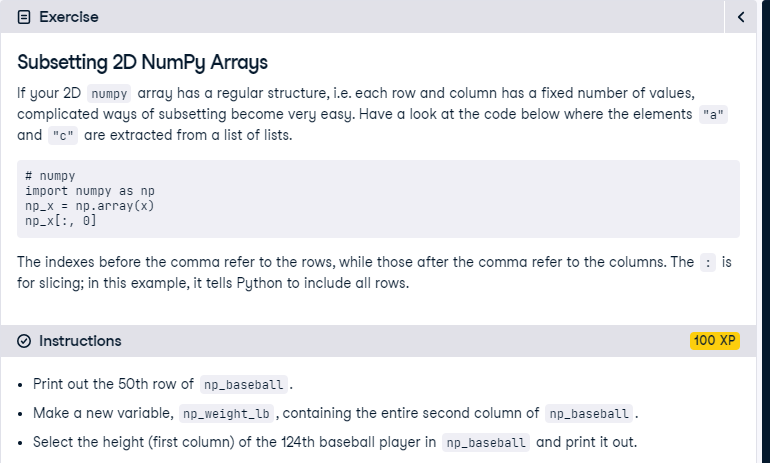 Exercise
Subsetting 2D NumPy Arrays
If your 2D numpy array has a regular structure, i.e. each row and column has a fixed number of values,
complicated ways of subsetting become very easy. Have a look at the code below where the elements "a"
and "c" are extracted from a list of lists.
# numpy
import numpy as np
np_x = np.array(x)
np_x[:, 0]
The indexes before the comma refer to the rows, while those after the comma refer to the columns. The : is
for slicing; in this example, it tells Python to include all rows.
Instructions 100 XP
• Print out the 50th row of np_baseball.
• Make a new variable, np_weight_lb, containing the entire second column of np_baseball.
• Select the height (first column) of the 124th baseball player in np_baseball and print it out.